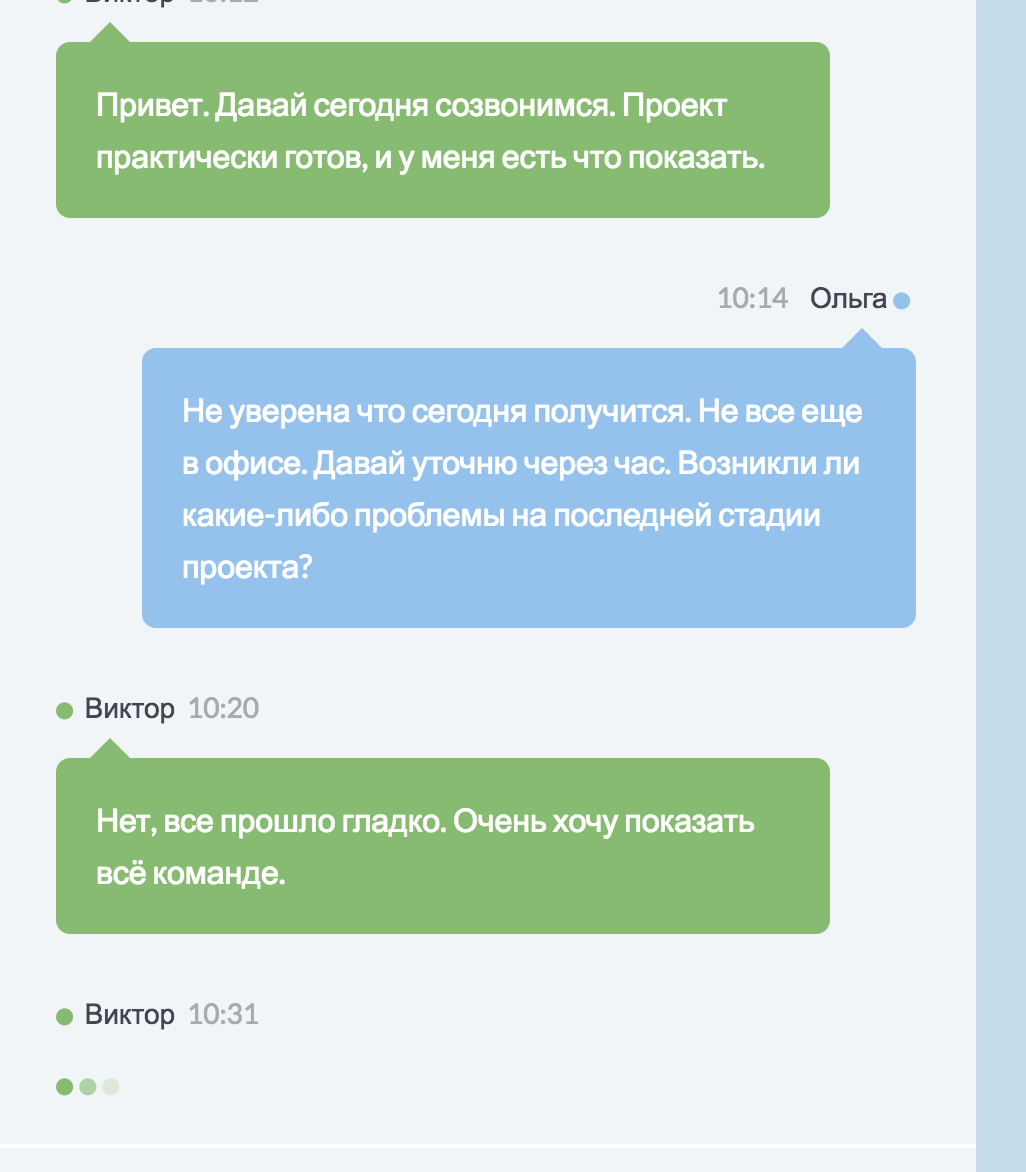 Виктор
Привет. Давай сегодня созвонимся. Проект
практически готов, и у меня есть что показать.
10:14 Ольга
Не уверена что сегодня получится. Не все еще
в офисе. Давай уточню через час. Возникли ли
какие-либо проблемы на последней стадии
проекта?
Виктор 10:20
Нет, все прошло гладко. Очень хочу показать
всё команде.
Виктор 10:31